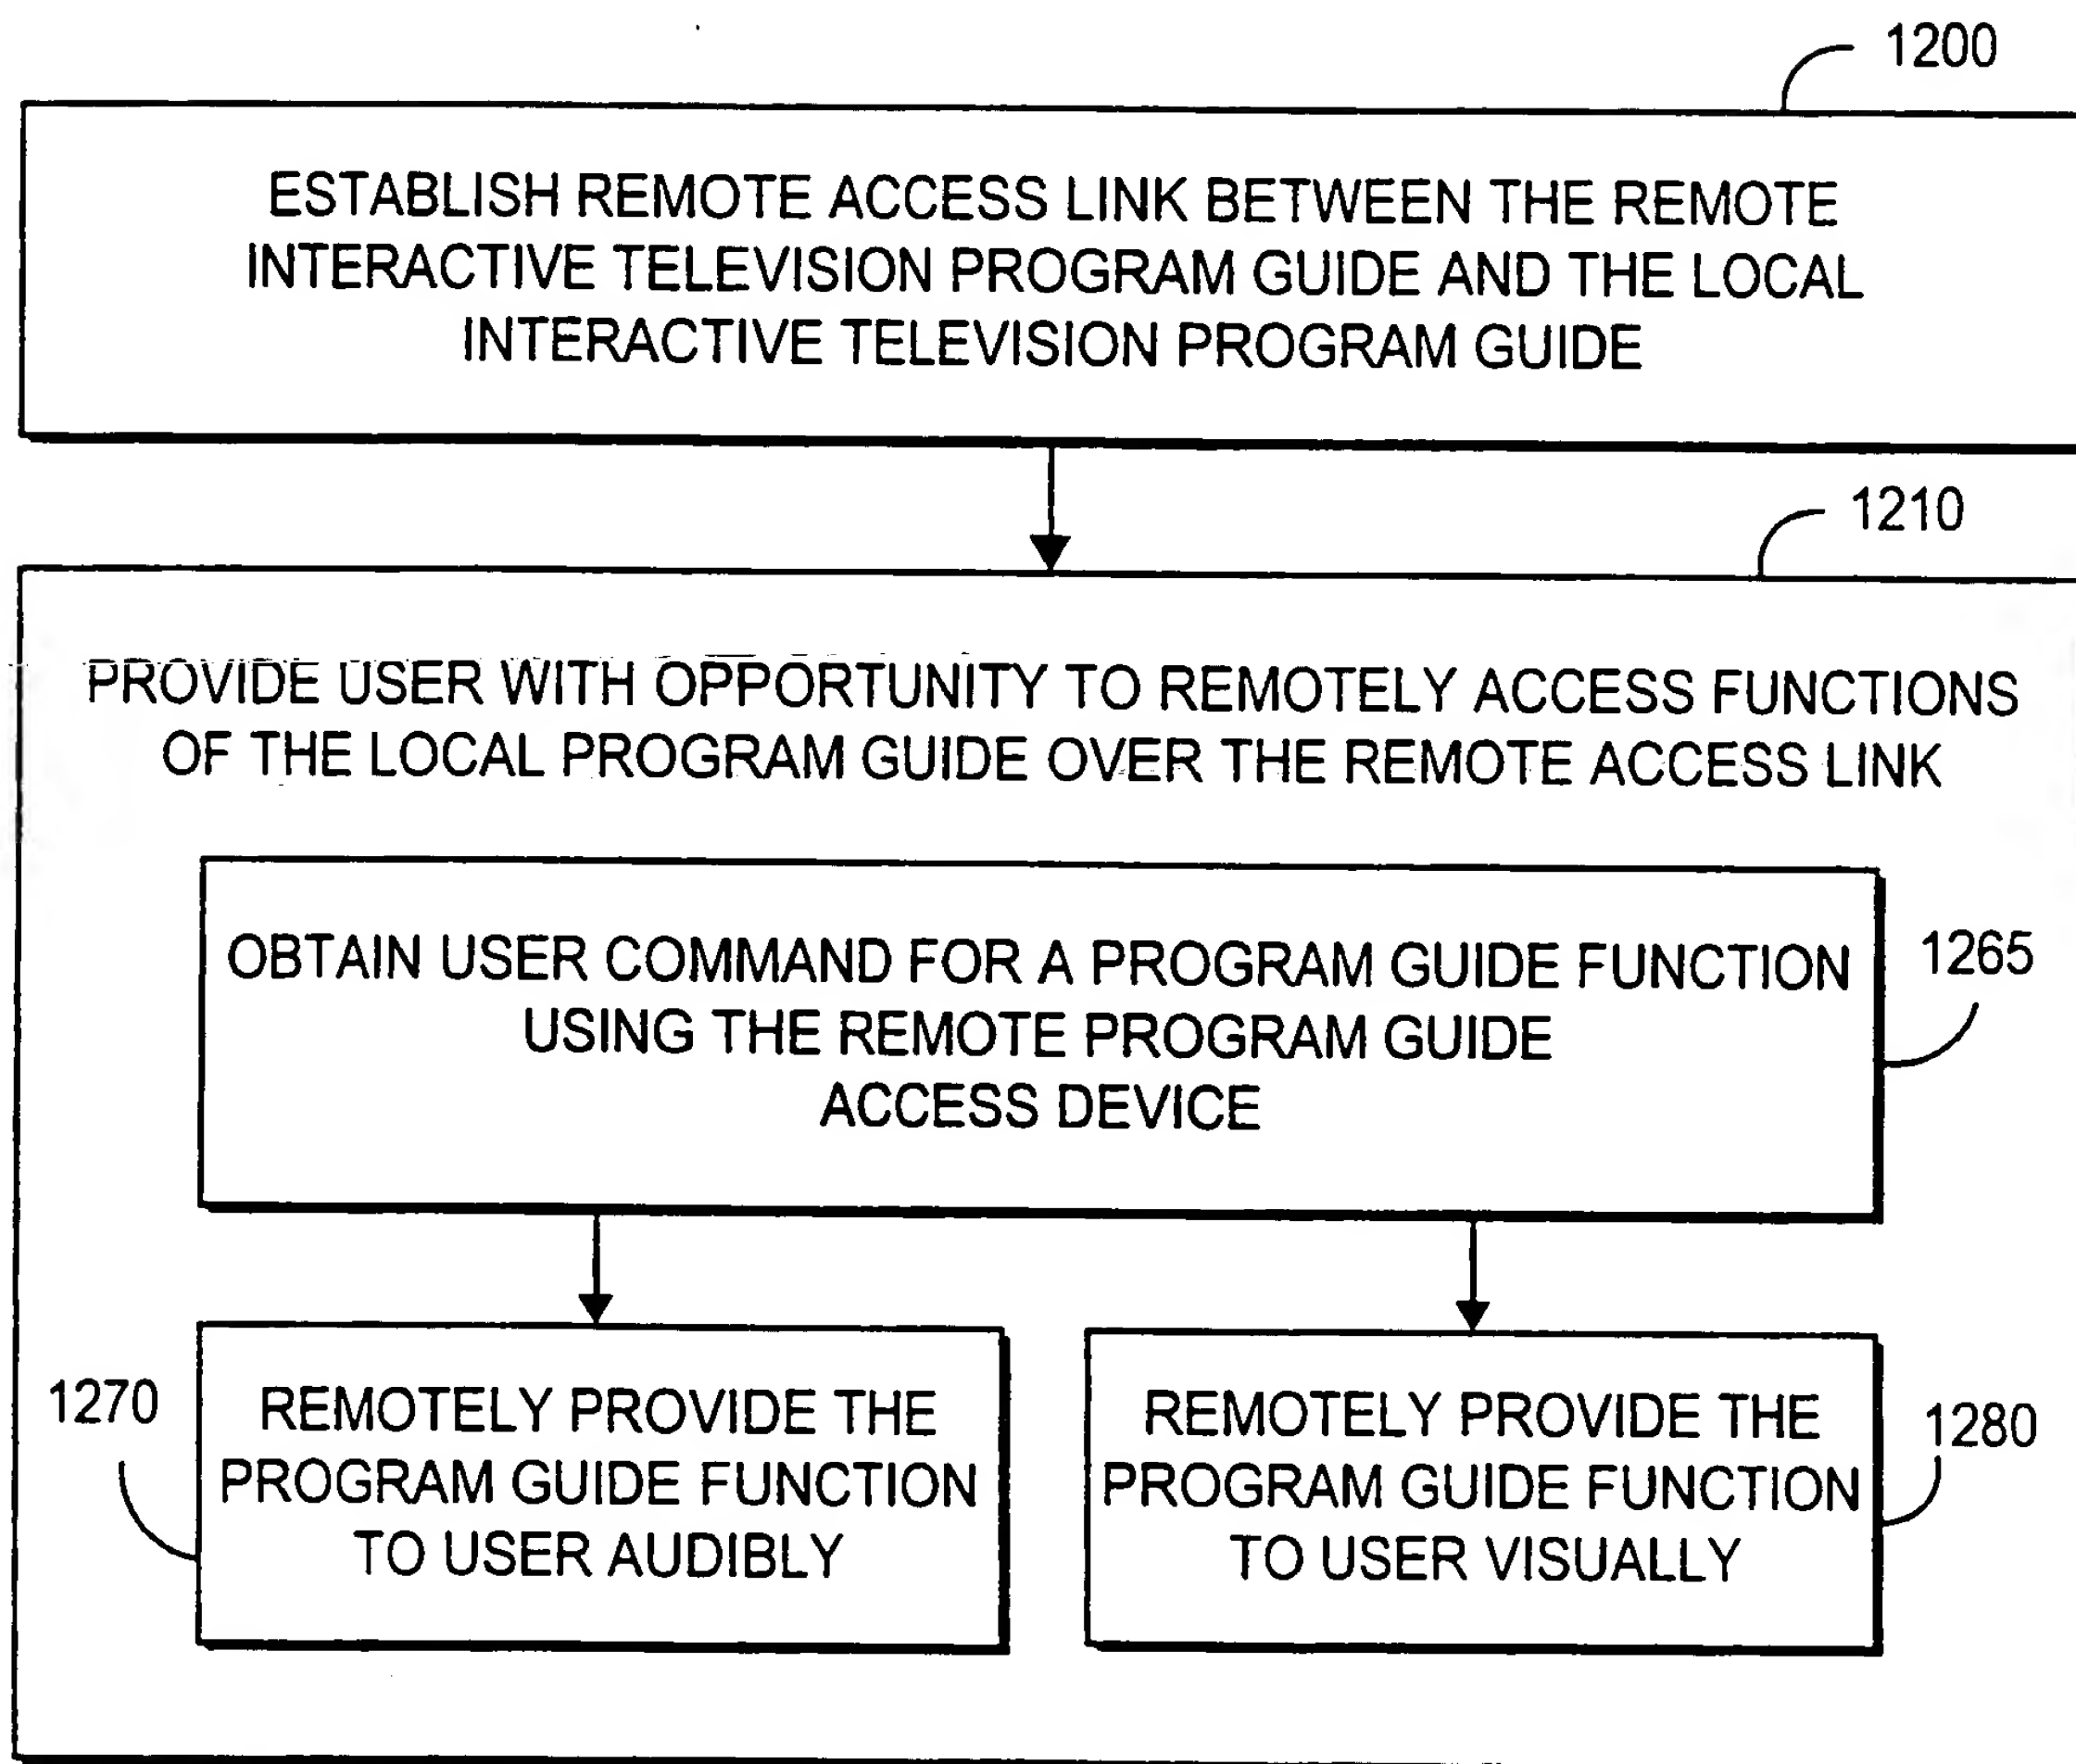 1200
ESTABLISH REMOTE ACCESS LINK BETWEEN THE REMOTE
INTERACTIVE TELEVISION PROGRAM GUIDE AND THE LOCAL
INTERACTIVE TELEVISION PROGRAM GUIDE
1210
PROVIDE USER WITH OPPORTUNITY TO REMOTELY ACCESS FUNCTIONS
OF THE LOCAL PROGRAM GUIDE OVER THE REMOTE ACCESS LINK
OBTAIN USER COMMAND FOR A PROGRAM GUIDE FUNCTION
USING THE REMOTE PROGRAM GUIDE
ACCESS DEVICE
1265
1270
REMOTELY PROVIDE THE
PROGRAM GUIDE FUNCTION
TO USER AUDIBLY
REMOTELY PROVIDE THE
PROGRAM GUIDE FUNCTION
TO USER VISUALLY
1280